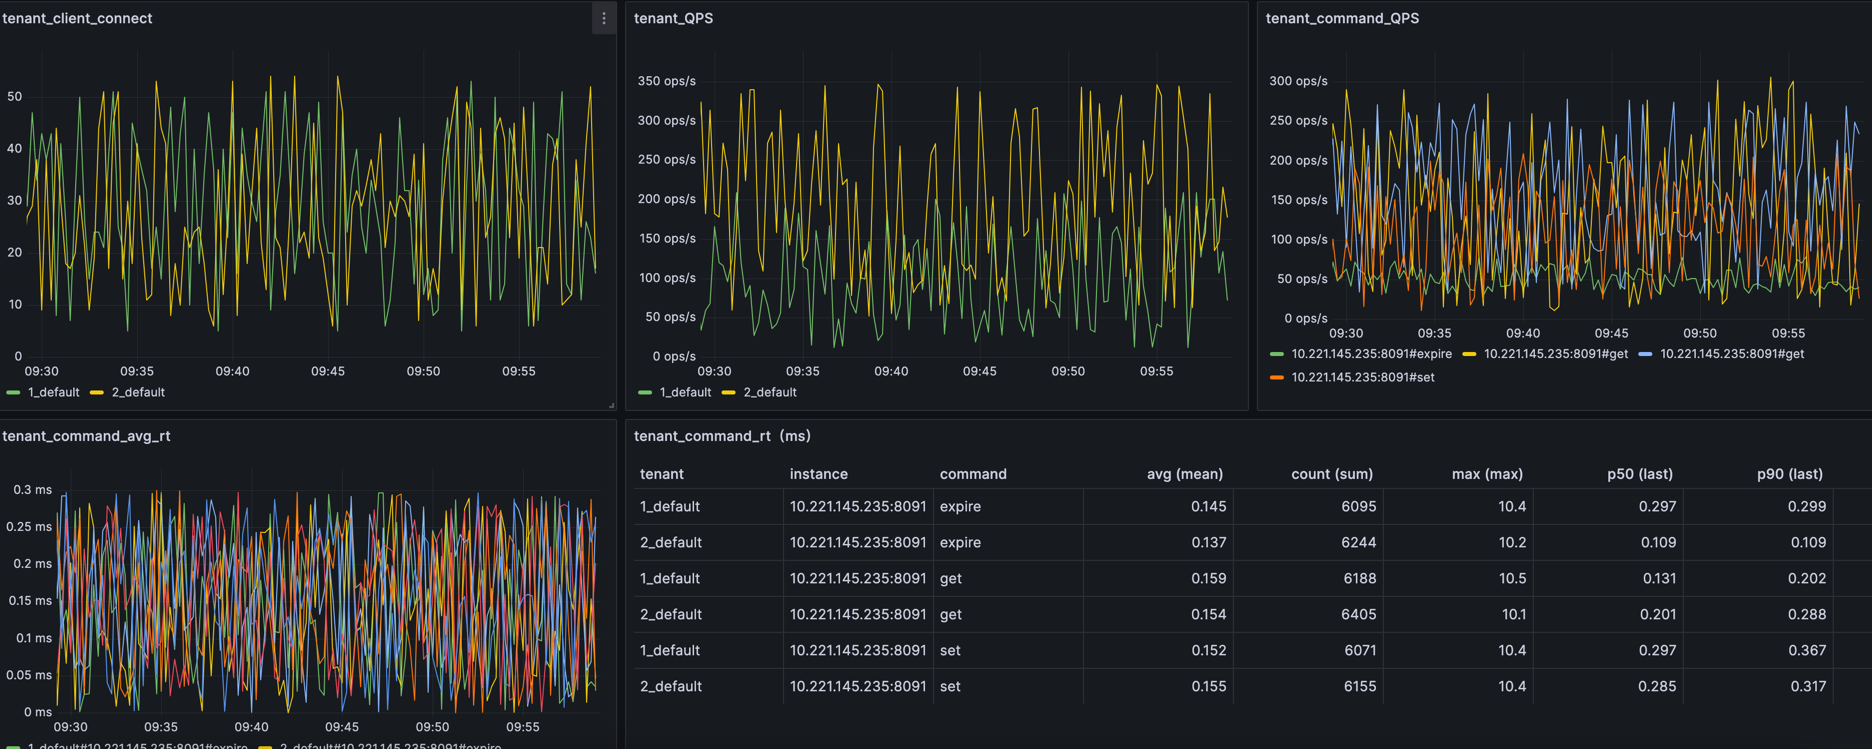 tenant_client_connect
50
40
30
20
10
0
09:30 09:35 09:40 09:45 09:50 09:55
1_default 2_default
tenant_QPS
350 ops/s
300 ops/s
250 ops/s
200 ops/s
150 ops/s
100 ops/s
50 ops/s
0 ops/s
09:30 09:35 09:40 09:45 09:50 09:55
1_default 2_default
tenant_command_QPS
300 ops/s
250 ops/s
200 ops/s
150 ops/s
100 ops/s
50 ops/s
0 ops/s
09:30 09:35 09:40 09:45 09:50 09:55
10.221.145.235:8091#expire 10.221.145.235:8091#get 10.221.145.235:8091#get
10.221.145.235:8091#set
tenant_command_avg_rt
0.3 ms
0.25 ms
0.2 ms
0.15 ms
0.1 ms
0.05 ms
0 ms
09:30 09:35 09:40 09:45 09:50 09:55
1_default#10.221.145.235:8091#expire 2_default#10.221.145.235:8091#expire
tenant_command_rt（ms）
tenant instance command avg (mean) count (sum) max (max) p50 (last) p90 (last)
1_default 10.221.145.235:8091 expire 0.145 6095 10.4 0.297 0.299
2_default 10.221.145.235:8091 expire 0.137 6244 10.2 0.109 0.109
1_default 10.221.145.235:8091 get 0.159 6188 10.5 0.131 0.202
2_default 10.221.145.235:8091 get 0.154 6405 10.1 0.201 0.288
1_default 10.221.145.235:8091 set 0.152 6071 10.4 0.297 0.367
2_default 10.221.145.235:8091 set 0.155 6155 10.4 0.285 0.317